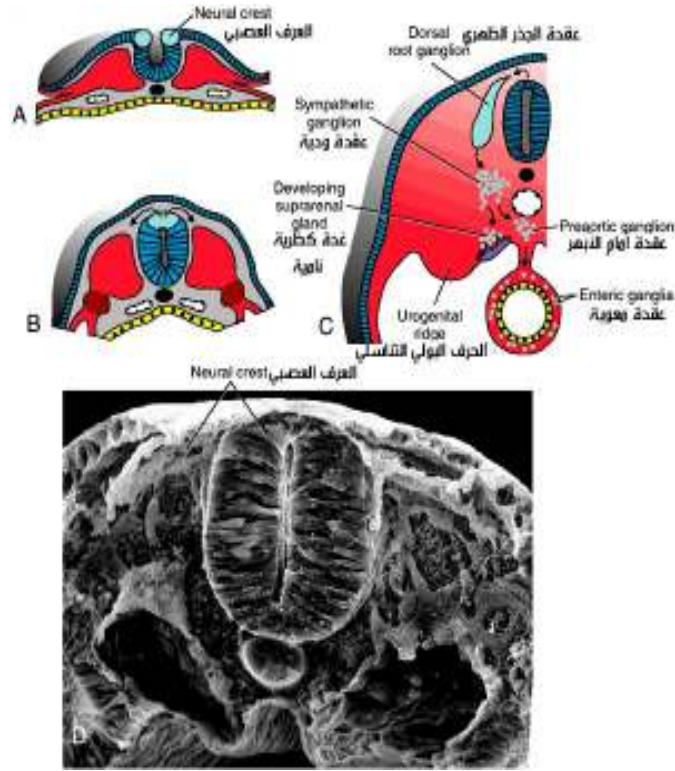 Neural crest
العرف العصبي
A
B
Dorsal
root ganglion
عقدة الجذر الظهري
Sympathetic
ganglion
عقدة ودية
Developing
suprarenal
gland
غدة كظرية
نامية
Preaortic ganglion
عقدة امام الابهر
Enteric ganglia
عقدة معوية
C
Urogenital
ridge
الحرف البولي التناسلي
Neural crest العرف العصبي
D